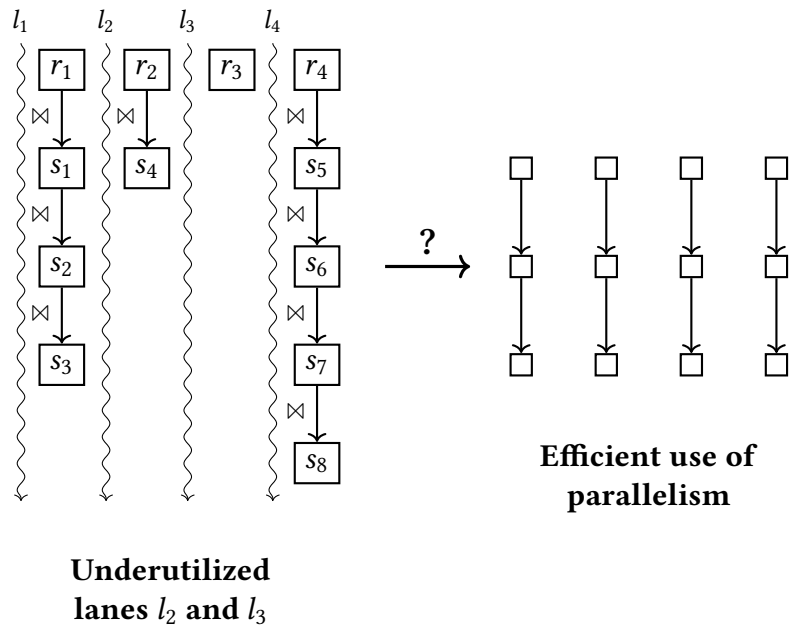 l₁ l₂ l₃ l₄
r₁ r₂ r₃ r₄
⋈ ⋈ ⋈
s₁ s₄ s₅
⋈ ⋈
s₂ s₆
?
⋈ ⋈
s₃ s₇
⋈
s₈
Efficient use of
parallelism
Underutilized
lanes l₂ and l₃